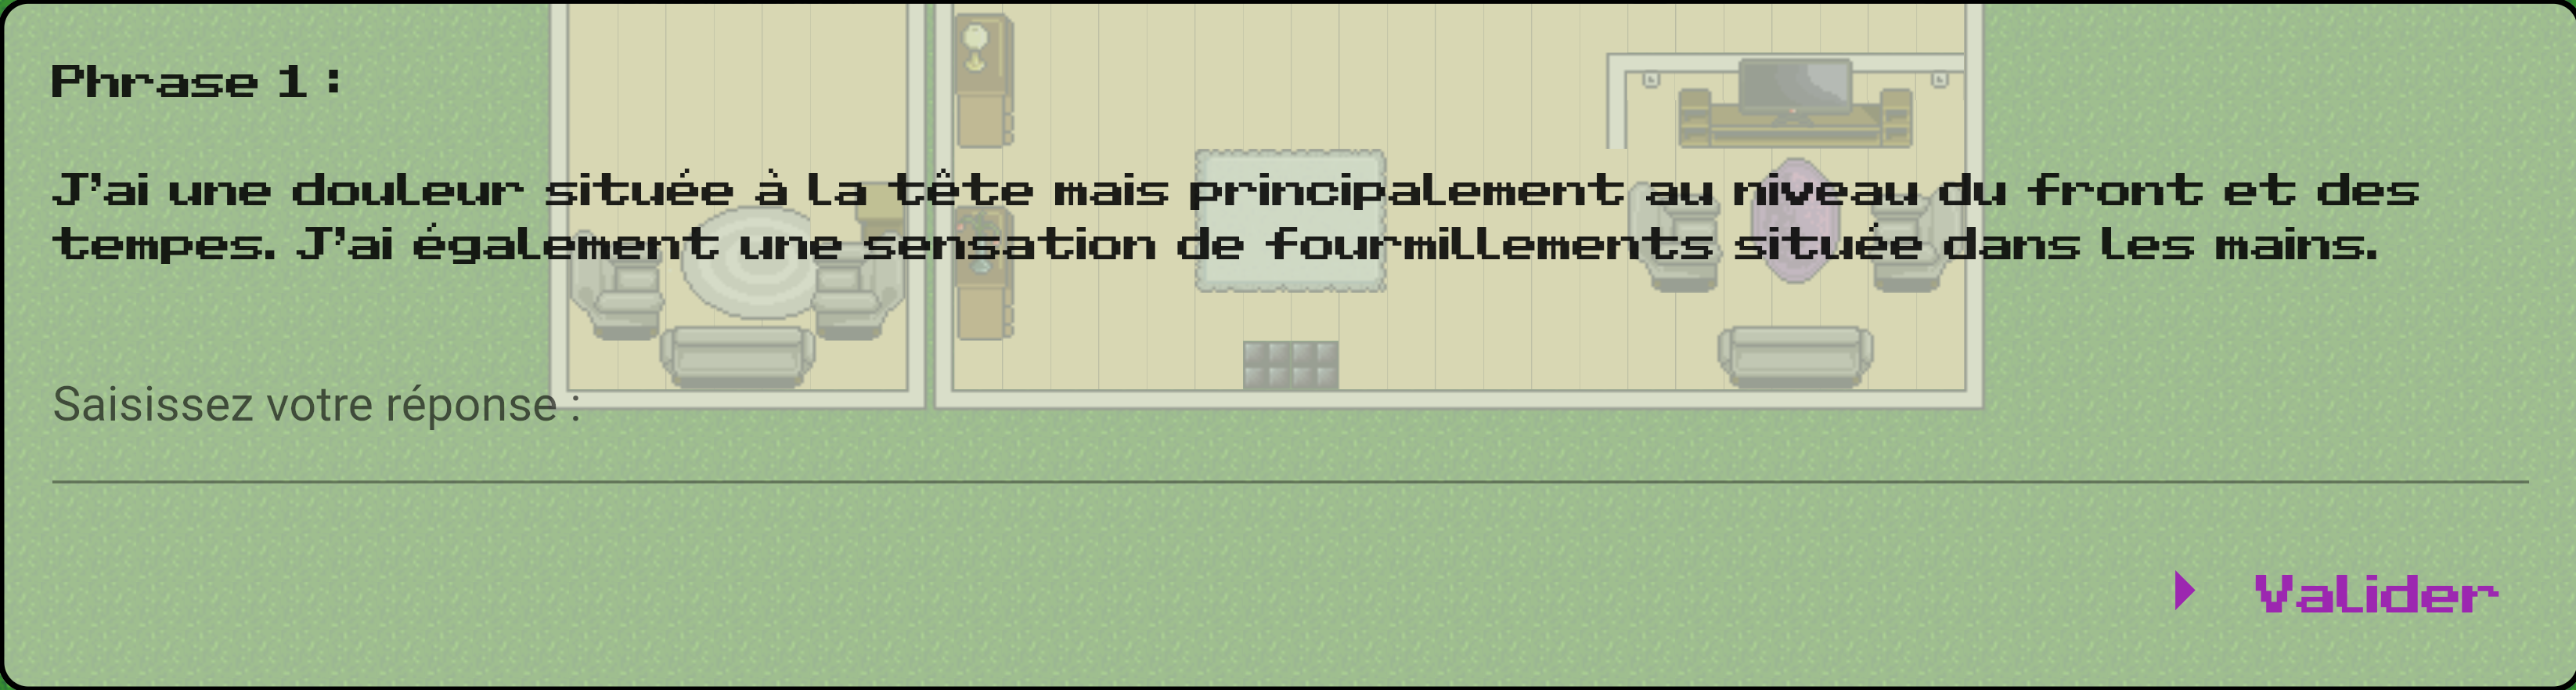 Phrase 1 :
J'ai une douleur située à la tête mais principalement au niveau du front et des
tempes. J'ai également une sensation de fourmillements située dans les mains.
Saisissez votre réponse :
Valider